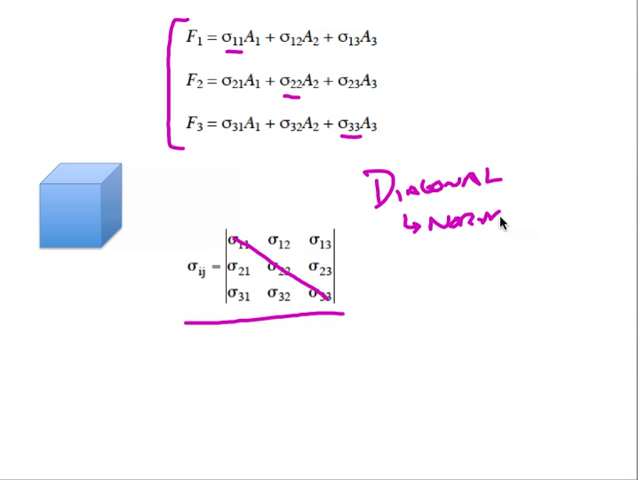 F₁ = σ₁₁A₁ + σ₁₂A₂ + σ₁₃A₃
F₂ = σ₂₁A₁ + σ₂₂A₂ + σ₂₃A₃
F₃ = σ₃₁A₁ + σ₃₂A₂ + σ₃₃A₃
DIAGONAL
↳ NORM
σ₁₁ σ₁₂ σ₁₃
σᵢⱼ = σ₂₁ σ₂₂ σ₂₃
σ₃₁ σ₃₂ σ₃₃